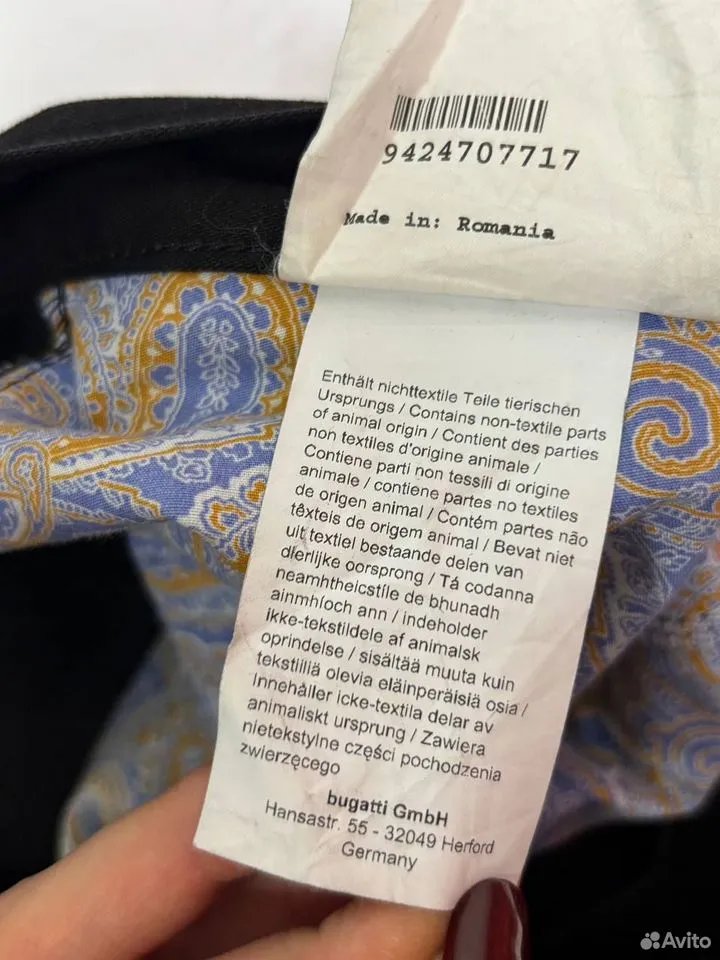 9424707717
Made in: Romania
Enthält nichttextile Teile tierischen
Ursprungs / Contains non-textile parts
of animal origin / Contient des parties
non textiles d'origine animale /
Contiene parti non tessili di origine
animale / contiene partes no textiles
de origen animal / Contém partes não
têxteis de origem animal / Bevat niet
uit textiel bestaande delen van
dferlijke oorsprong / Tá codanna
neamhtheicstíle de bhunadh
ainmhíoch ann / indeholder
ikke-tekstildele af animalsk
oprindelse / sisältää muuta kuin
tekstiiliä olevia eläinperäisiä osia /
Innehåller icke-textila delar av
animaliskt ursprung / Zawiera
nietekstylne części pochodzenia
zwierzęcego
bugatti GmbH
Hansastr. 55 - 32049 Herford
Germany
Avito